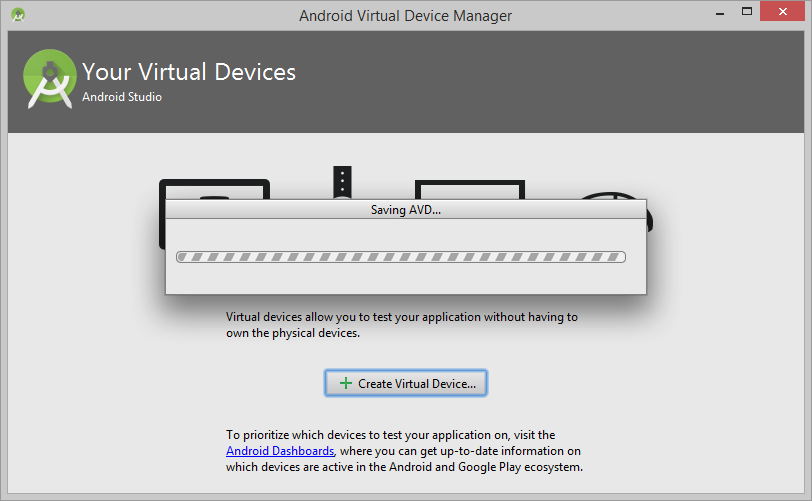 Android Virtual Device Manager
Your Virtual Devices
Android Studio
Saving AVD...
Virtual devices allow you to test your application without having to
own the physical devices.
Create Virtual Device...
To prioritize which devices to test your application on, visit the
Android Dashboards, where you can get up-to-date information on
which devices are active in the Android and Google Play ecosystem.